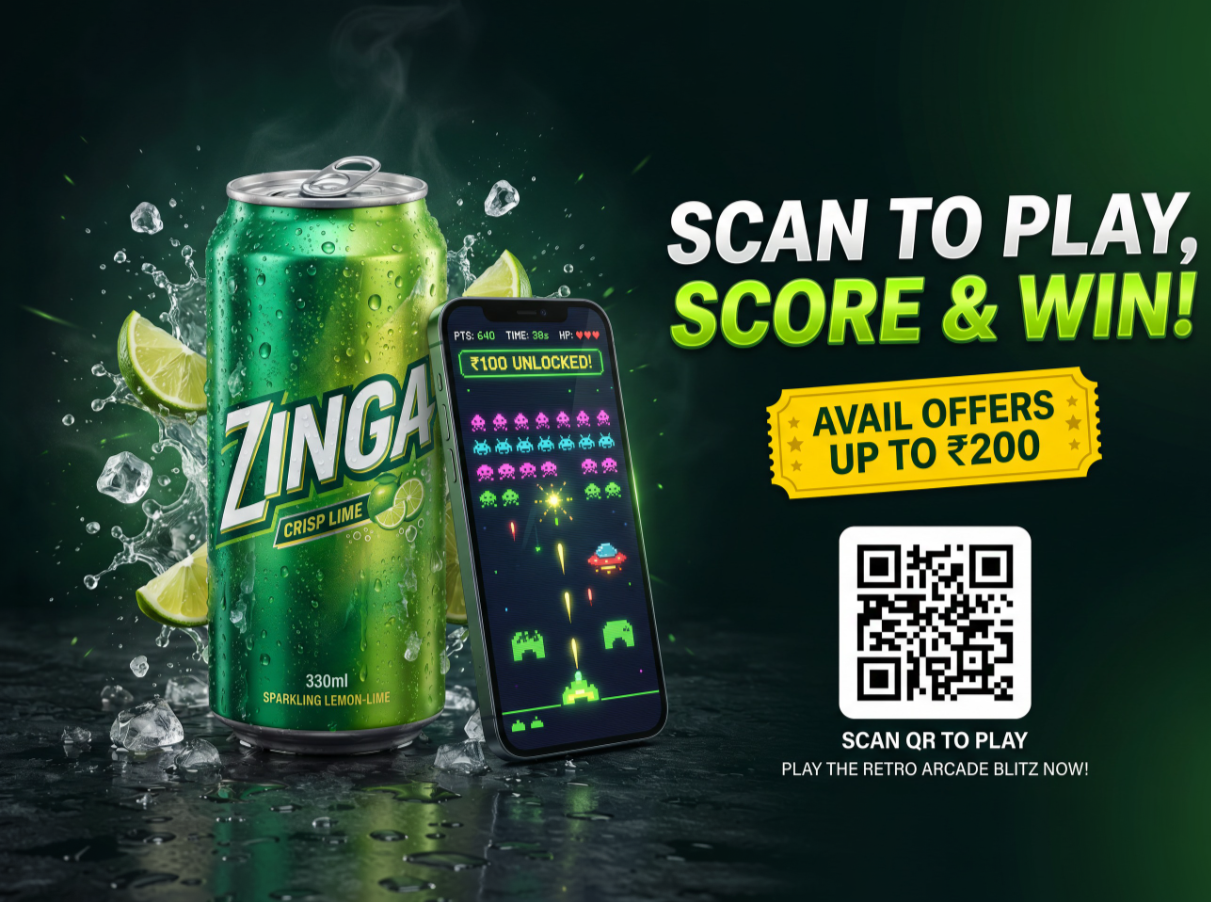 ZINGA
CRISP LIME
330ml
SPARKLING LEMON-LIME
PTS: 640 TIME: 38s HP:
₹100 UNLOCKED!
SCAN TO PLAY,
SCORE & WIN!
AVAIL OFFERS
UP TO ₹200
SCAN QR TO PLAY
PLAY THE RETRO ARCADE BLITZ NOW!